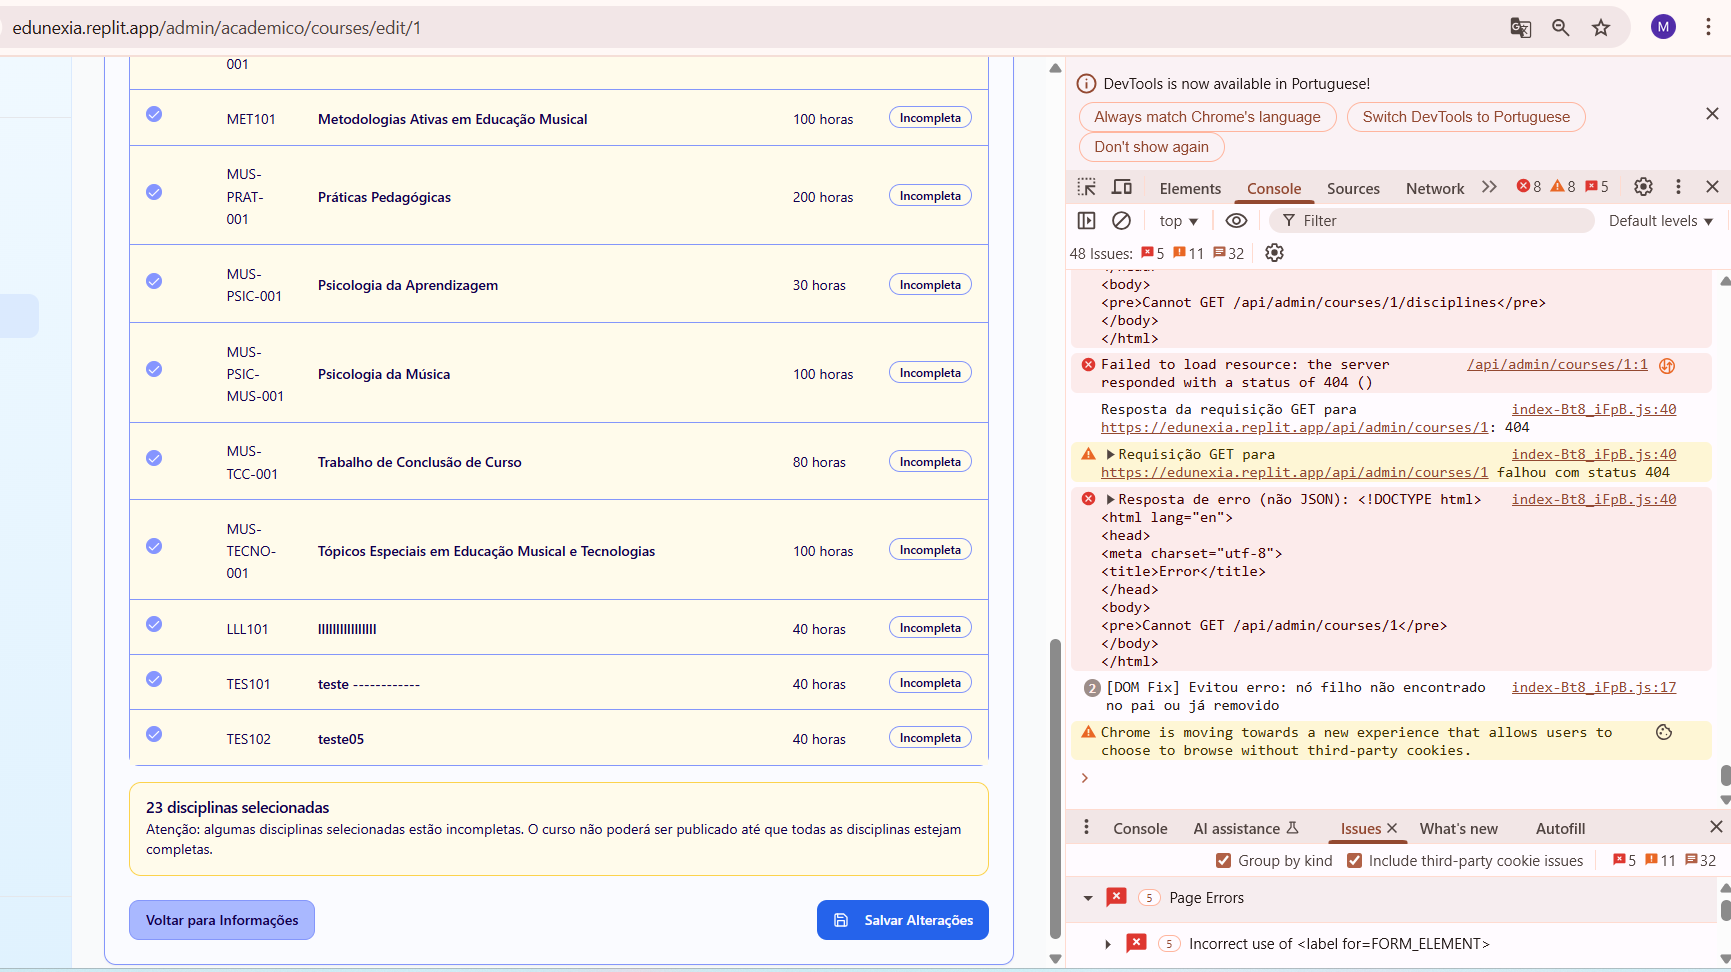 edunexia.replit.app/admin/academico/courses/edit/1
M
001
MET101 Metodologias Ativas em Educação Musical 100 horas Incompleta
MUS-
PRAT-
001
Práticas Pedagógicas 200 horas Incompleta
MUS-
PSIC-001
Psicologia da Aprendizagem 30 horas Incompleta
MUS-
PSIC-
MUS-001
Psicologia da Música 100 horas Incompleta
MUS-
TCC-001
Trabalho de Conclusão de Curso 80 horas Incompleta
MUS-
TECNO-
001
Tópicos Especiais em Educação Musical e Tecnologias 100 horas Incompleta
LLL101 40 horas Incompleta
TES101 teste ------------ 40 horas Incompleta
TES102 teste05 40 horas Incompleta
23 disciplinas selecionadas
Atenção: algumas disciplinas selecionadas estão incompletas. O curso não poderá ser publicado até que todas as disciplinas estejam
completas.
Voltar para Informações
Salvar Alterações
DevTools is now available in Portuguese!
Always match Chrome's language
Switch DevTools to Portuguese
Don't show again
Elements Console Sources Network 8 8 5
top Filter Default levels
48 Issues: 5 11 32
</head>
<body>
<pre>Cannot GET /api/admin/courses/1/disciplines</pre>
</body>
</html>
Failed to load resource: the server /api/admin/courses/1:1
responded with a status of 404 ()
Resposta da requisição GET para index-Bt8_iFpB.js:40
https://edunexia.replit.app/api/admin/courses/1: 404
Requisição GET para index-Bt8_iFpB.js:40
https://edunexia.replit.app/api/admin/courses/1 falhou com status 404
Resposta de erro (não JSON): <!DOCTYPE html> index-Bt8_iFpB.js:40
<html lang="en">
<head>
<meta charset="utf-8">
<title>Error</title>
</head>
<body>
<pre>Cannot GET /api/admin/courses/1</pre>
</body>
</html>
2 [DOM Fix] Evitou erro: nó filho não encontrado index-Bt8_iFpB.js:17
no pai ou já removido
Chrome is moving towards a new experience that allows users to
choose to browse without third-party cookies.
Console AI assistance Issues What's new Autofill
Group by kind Include third-party cookie issues 5 11 32
5 Page Errors
5 Incorrect use of <label for=FORM_ELEMENT>